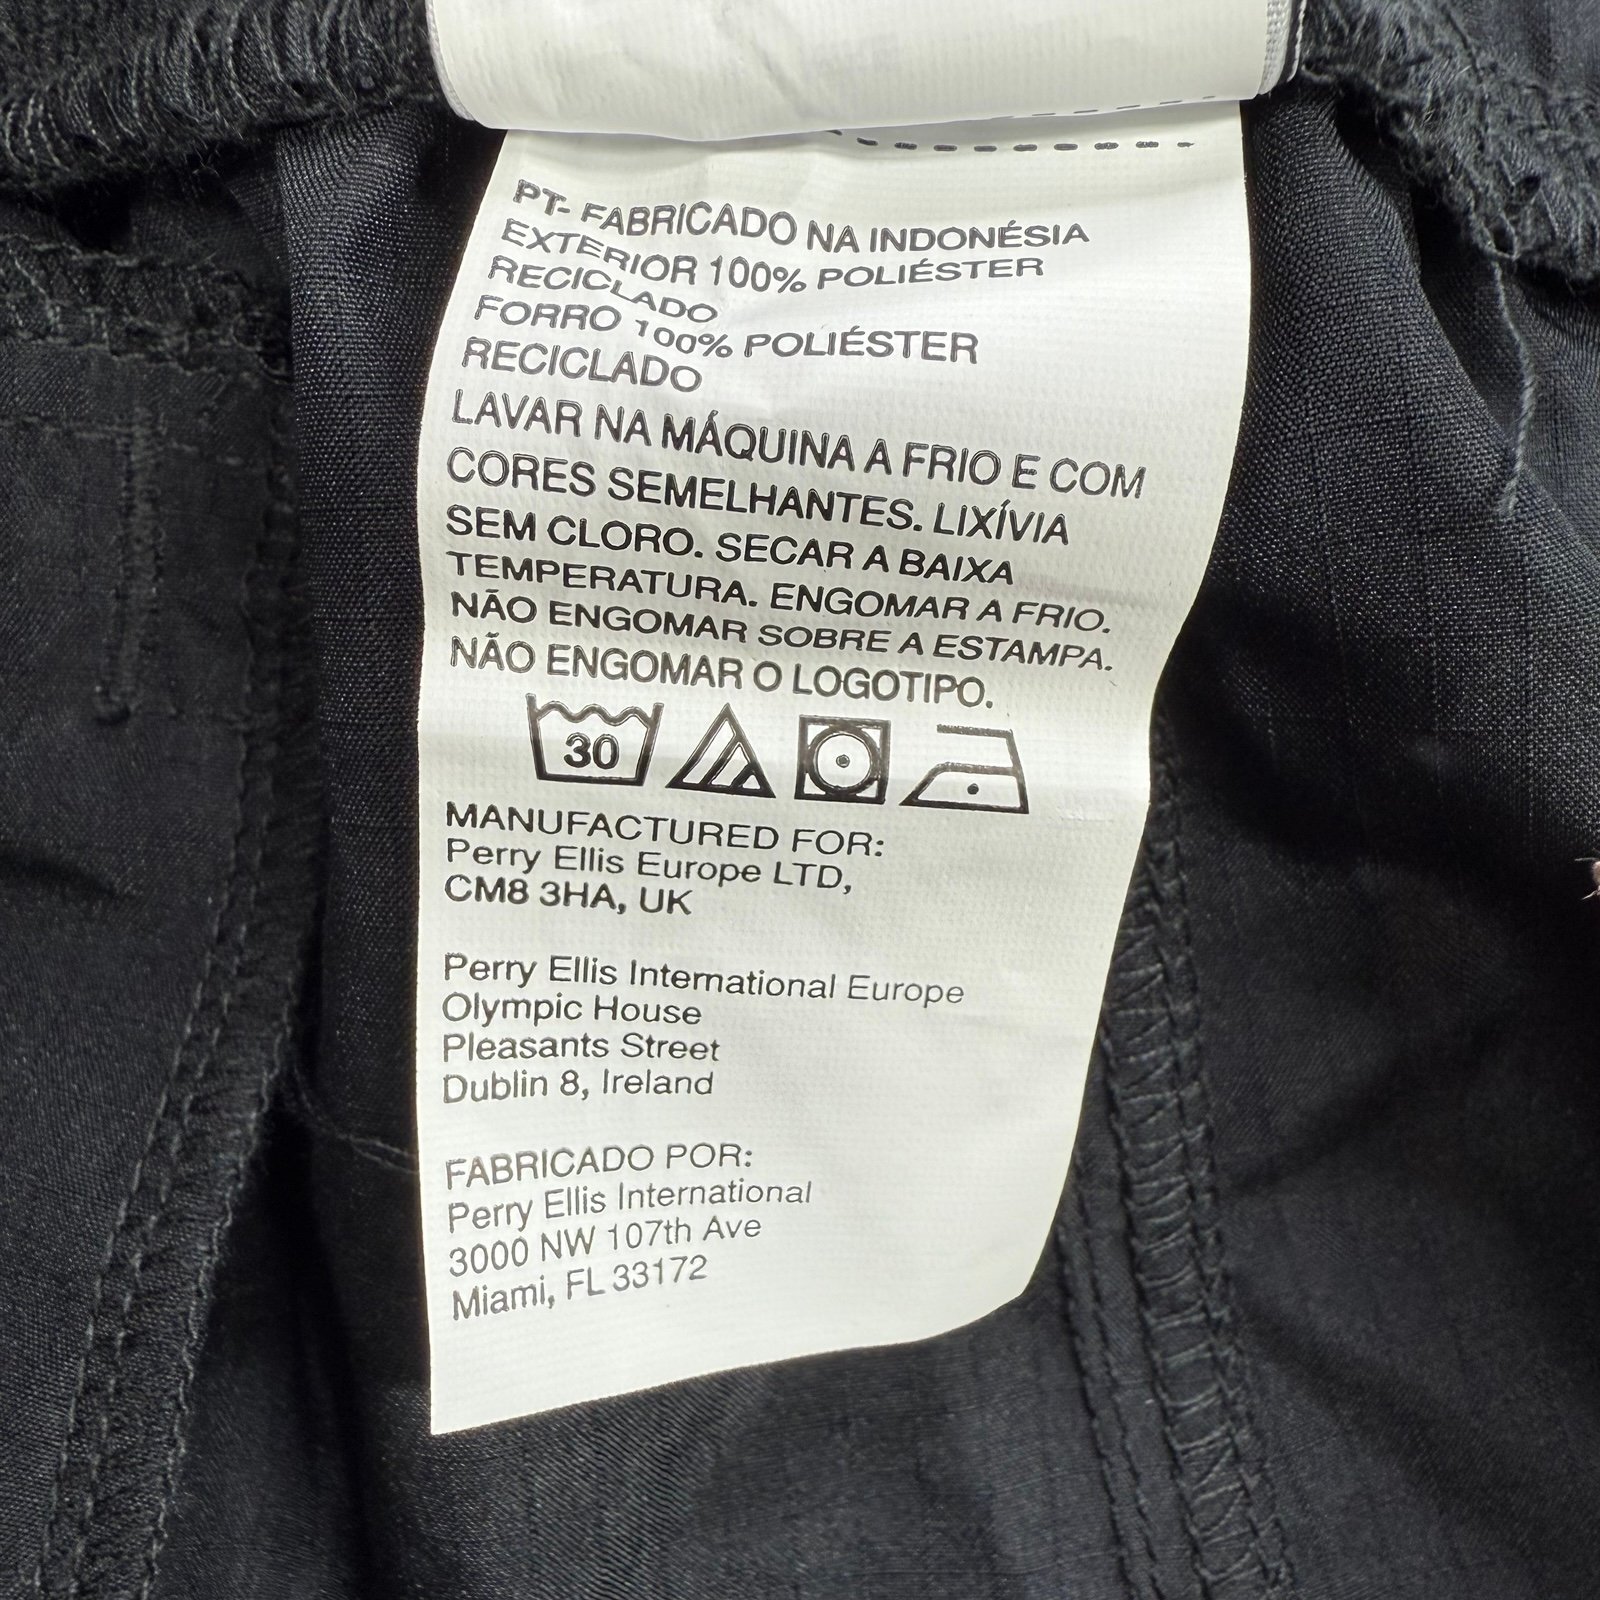 PT- FABRICADO NA INDONÉSIA
EXTERIOR 100% POLIÉSTER
RECICLADO
FORRO 100% POLIÉSTER
RECICLADO
LAVAR NA MÁQUINA A FRIO E COM
CORES SEMELHANTES. LIXÍVIA
SEM CLORO. SECAR A BAIXA
TEMPERATURA. ENGOMAR A FRIO.
NÃO ENGOMAR SOBRE A ESTAMPA.
NÃO ENGOMAR O LOGOTIPO.
30
MANUFACTURED FOR:
Perry Ellis Europe LTD,
CM8 3HA, UK
Perry Ellis International Europe
Olympic House
Pleasants Street
Dublin 8, Ireland
FABRICADO POR:
Perry Ellis International
3000 NW 107th Ave
Miami, FL 33172